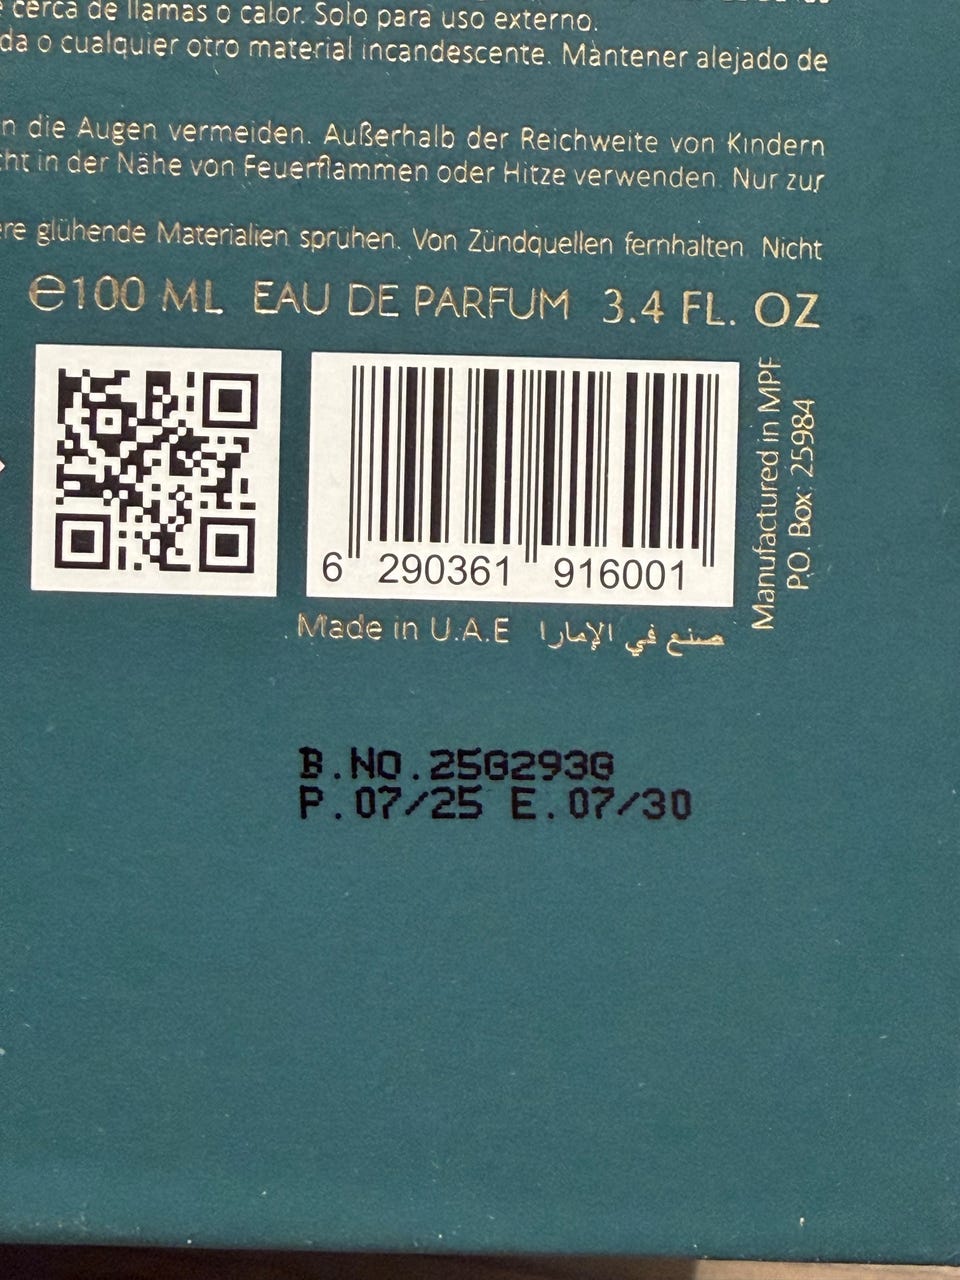 cerca de llamas o calor. Solo para uso externo.
o cualquier otro material incandescente. Mantener alejado de
die Augen vermeiden. Außerhalb der Reichweite von Kindern
in der Nähe von Feuerflammen oder Hitze verwenden. Nur zur
glühende Materialien sprühen. Von Zündquellen fernhalten. Nicht
℮100 ML EAU DE PARFUM 3.4 FL. OZ
6 290361 916001
Manufactured in MPF
P.O. Box: 25984
Made in U.A.E صنع في الإمارا
B.NO.25G293G
P.07/25 E.07/30